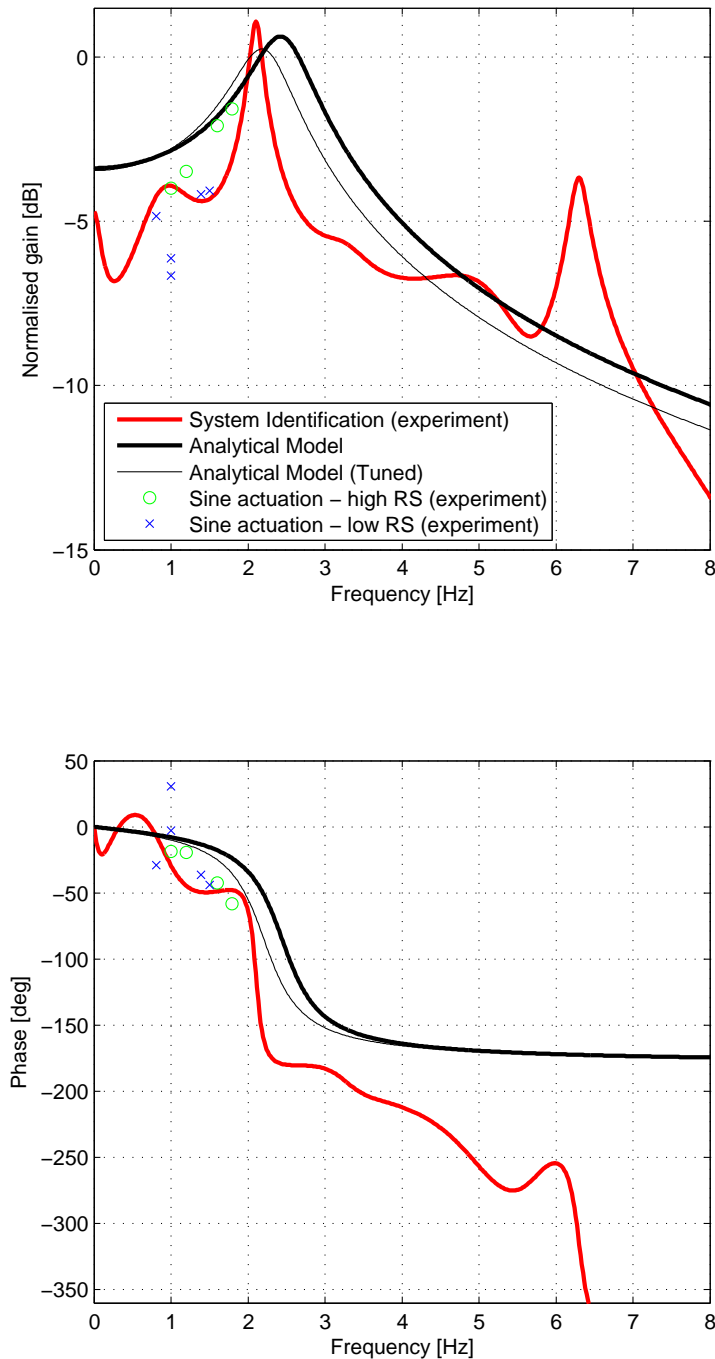 0
−5
−10
−15
Normalised gain [dB]
System Identification (experiment)
Analytical Model
Analytical Model (Tuned)
Sine actuation − high RS (experiment)
Sine actuation − low RS (experiment)
0 1 2 3 4 5 6 7 8
Frequency [Hz]
50
0
−50
−100
−150
−200
−250
−300
−350
Phase [deg]
0 1 2 3 4 5 6 7 8
Frequency [Hz]